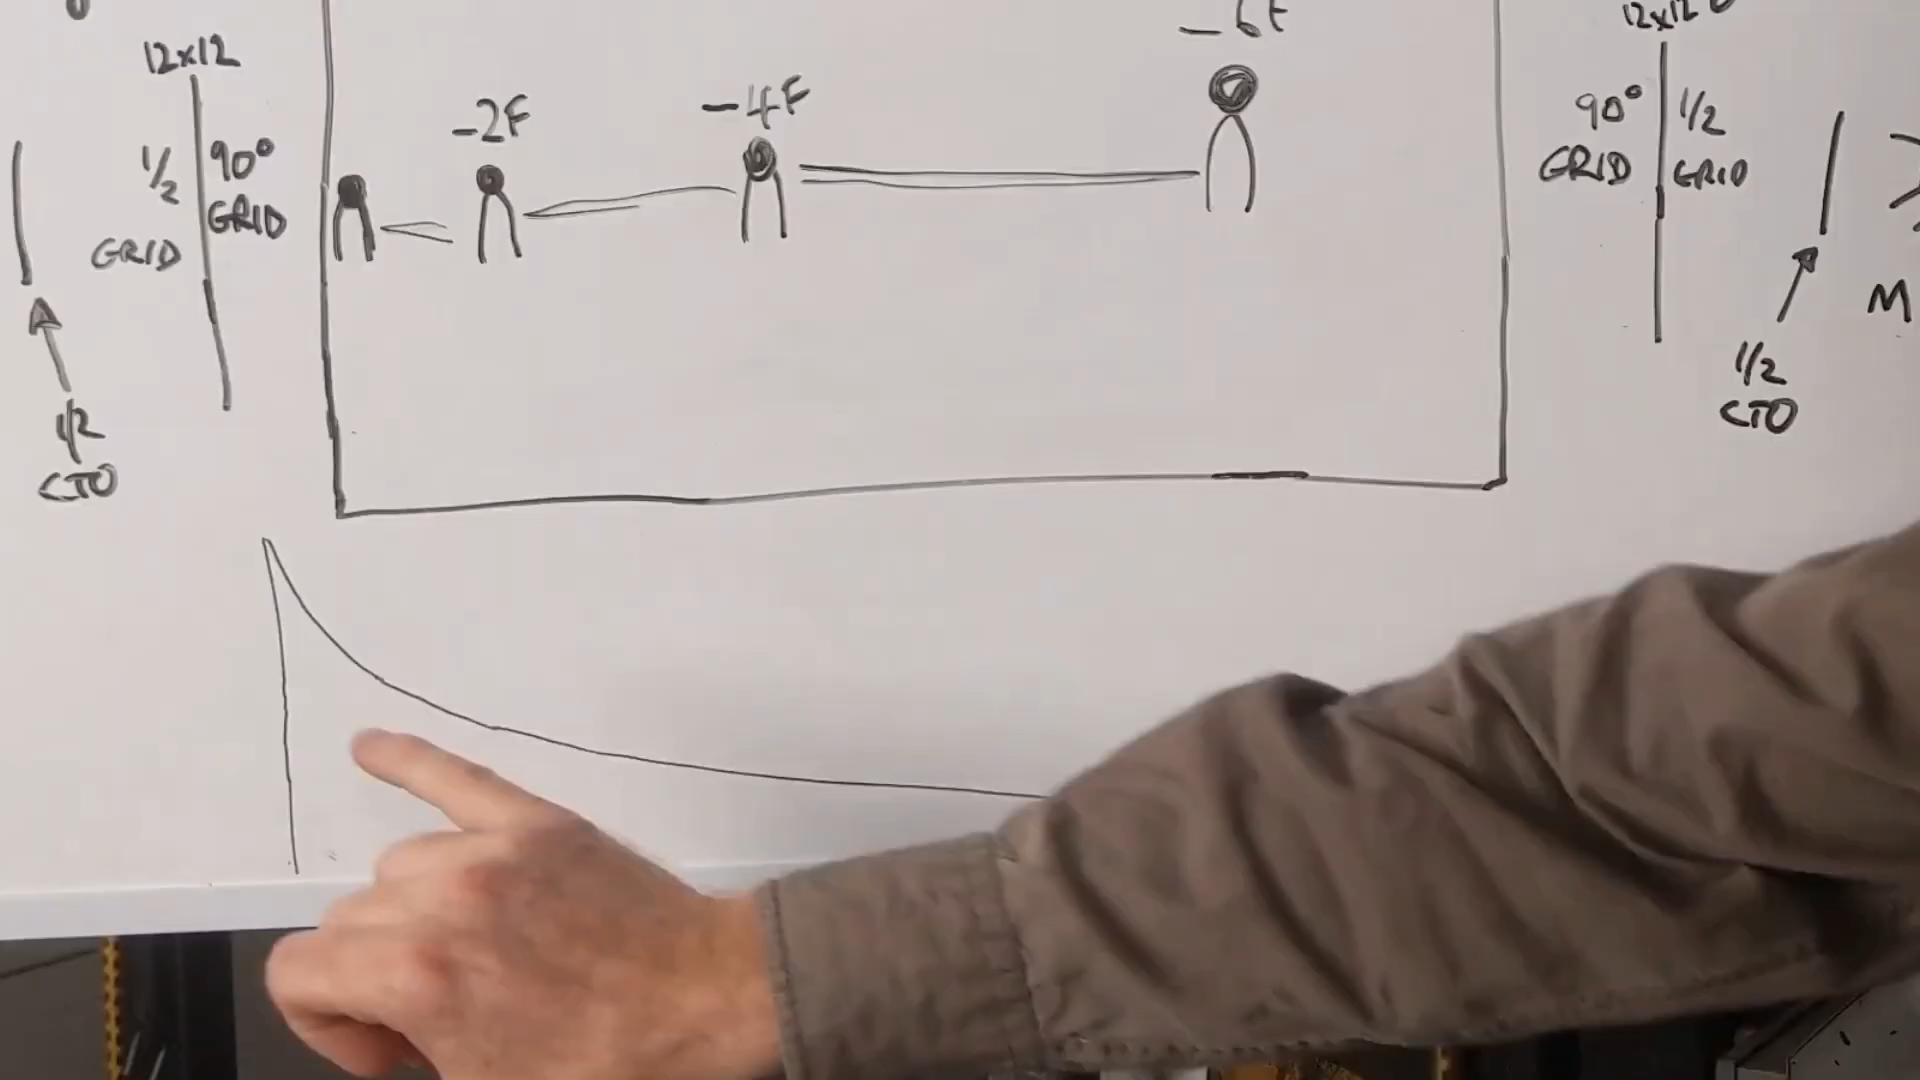 12x12
1/2
GRID
90°
GRID
1/2
CTO
-2F
-4F
12x12
90°
GRID
1/2
GRID
1/2
CTO
M